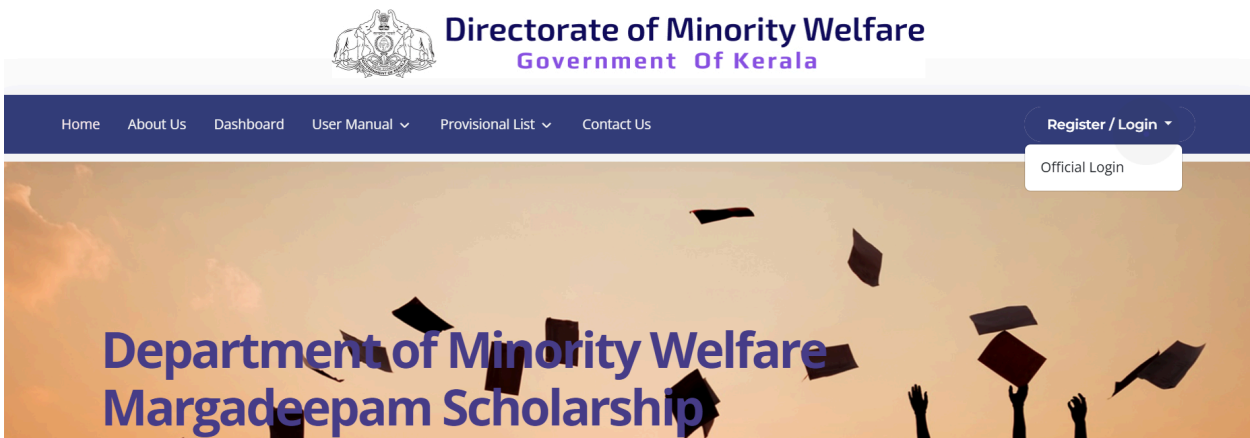 Directorate of Minority Welfare
Government Of Kerala
Home About Us Dashboard User Manual Provisional List Contact Us Register / Login
Official Login
Department of Minority Welfare
Margadeepam Scholarship